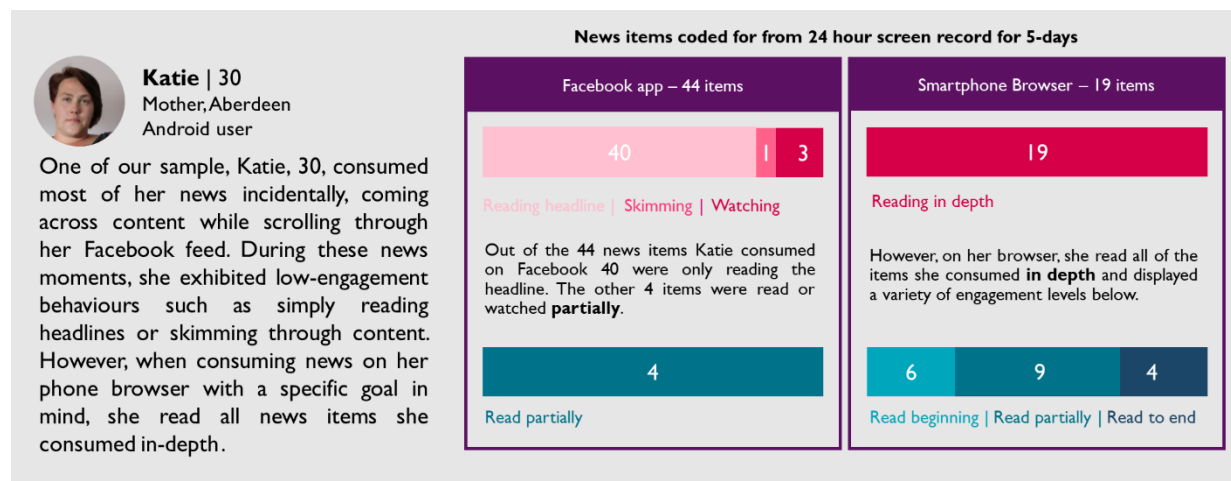 News items coded for from 24 hour screen record for 5-days
Katie | 30
Mother, Aberdeen
Android user
One of our sample, Katie, 30, consumed
most of her news incidentally, coming
across content while scrolling through
her Facebook feed. During these news
moments, she exhibited low-engagement
behaviours such as simply reading
headlines or skimming through content.
However, when consuming news on her
phone browser with a specific goal in
mind, she read all news items she
consumed in-depth.
Facebook app – 44 items
40 1 3
Reading headline | Skimming | Watching
Out of the 44 news items Katie consumed
on Facebook 40 were only reading the
headline. The other 4 items were read or
watched partially.
4
Read partially
Smartphone Browser – 19 items
19
Reading in depth
However, on her browser, she read all of the
items she consumed in depth and displayed
a variety of engagement levels below.
6 9 4
Read beginning | Read partially | Read to end